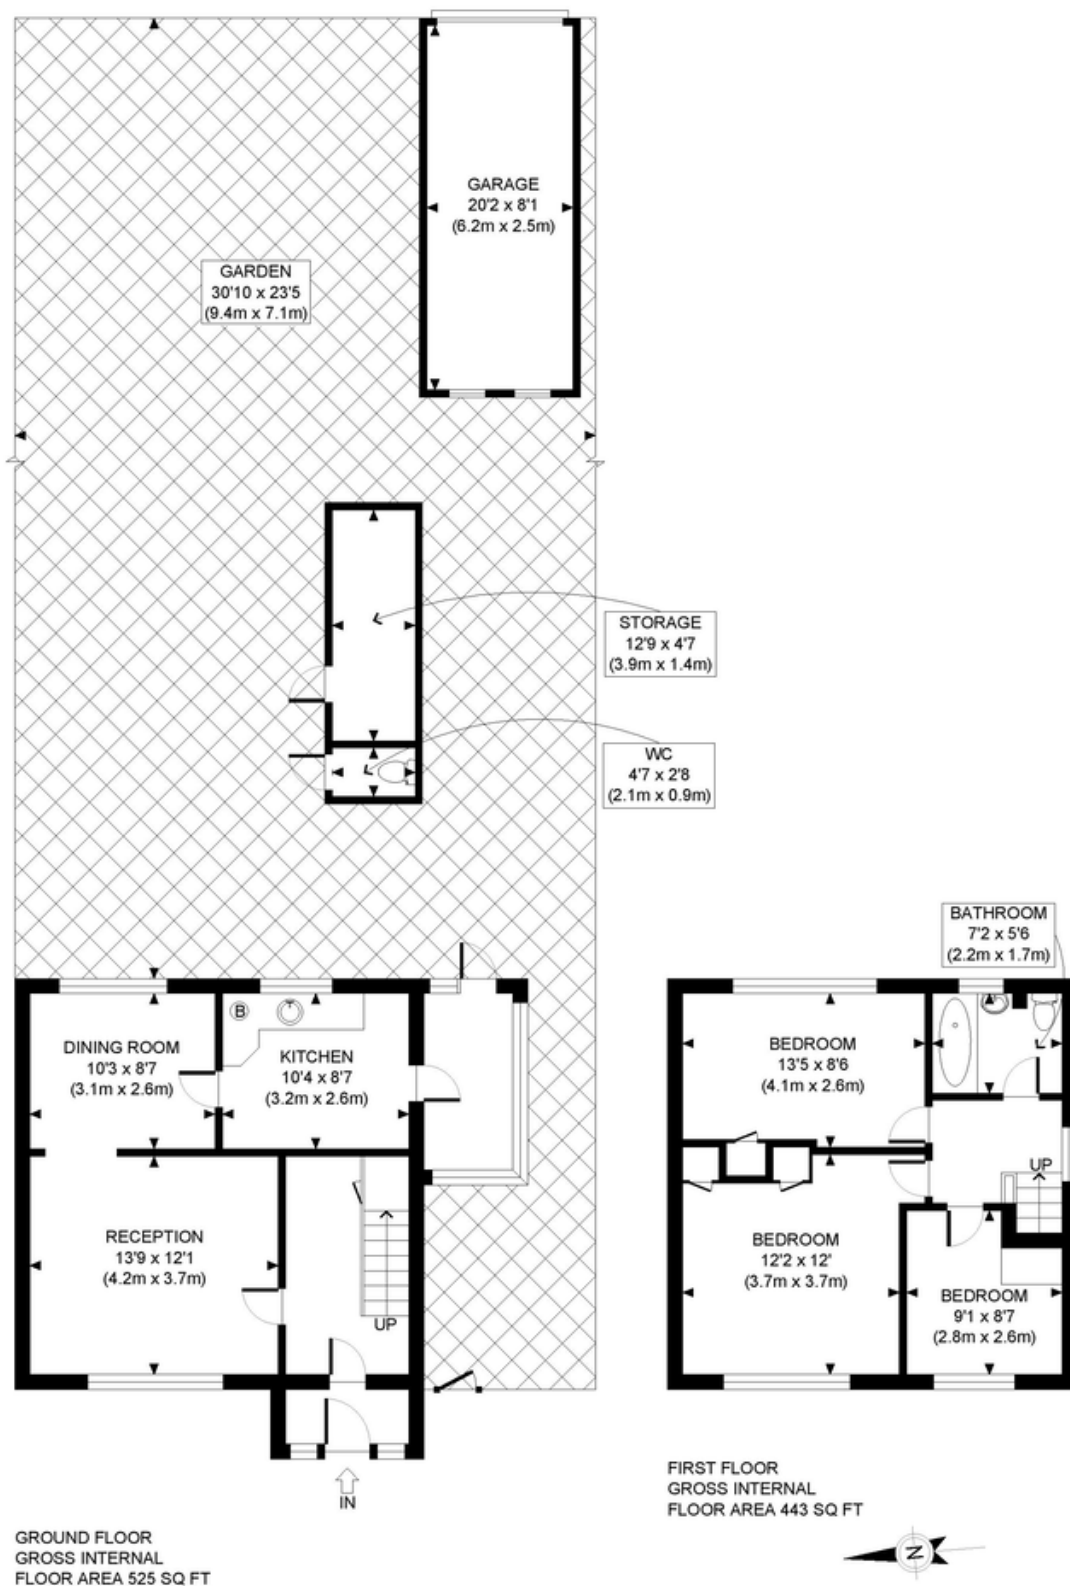 GARAGE
20'2 x 8'1
(6.2m x 2.5m)
GARDEN
30'10 x 23'5
(9.4m x 7.1m)
STORAGE
12'9 x 4'7
(3.9m x 1.4m)
WC
4'7 x 2'8
(2.1m x 0.9m)
BATHROOM
7'2 x 5'6
(2.2m x 1.7m)
DINING ROOM
10'3 x 8'7
(3.1m x 2.6m)
B
KITCHEN
10'4 x 8'7
(3.2m x 2.6m)
BEDROOM
13'5 x 8'6
(4.1m x 2.6m)
UP
RECEPTION
13'9 x 12'1
(4.2m x 3.7m)
UP
BEDROOM
12'2 x 12'
(3.7m x 3.7m)
BEDROOM
9'1 x 8'7
(2.8m x 2.6m)
IN
GROUND FLOOR
GROSS INTERNAL
FLOOR AREA 525 SQ FT
FIRST FLOOR
GROSS INTERNAL
FLOOR AREA 443 SQ FT
N